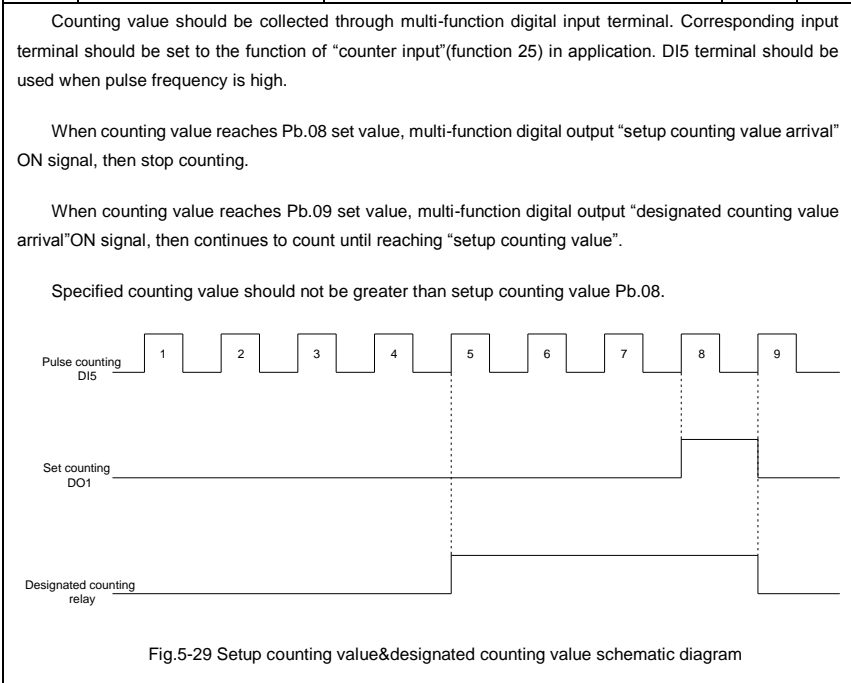 Counting value should be collected through multi-function digital input terminal. Corresponding input
terminal should be set to the function of “counter input”(function 25) in application. DI5 terminal should be
used when pulse frequency is high.
When counting value reaches Pb.08 set value, multi-function digital output “setup counting value arrival”
ON signal, then stop counting.
When counting value reaches Pb.09 set value, multi-function digital output “designated counting value
arrival”ON signal, then continues to count until reaching “setup counting value”.
Specified counting value should not be greater than setup counting value Pb.08.
Pulse counting
DI5
1 2 3 4 5 6 7 8 9
Set counting
DO1
Designated counting
relay
Fig.5-29 Setup counting value&designated counting value schematic diagram